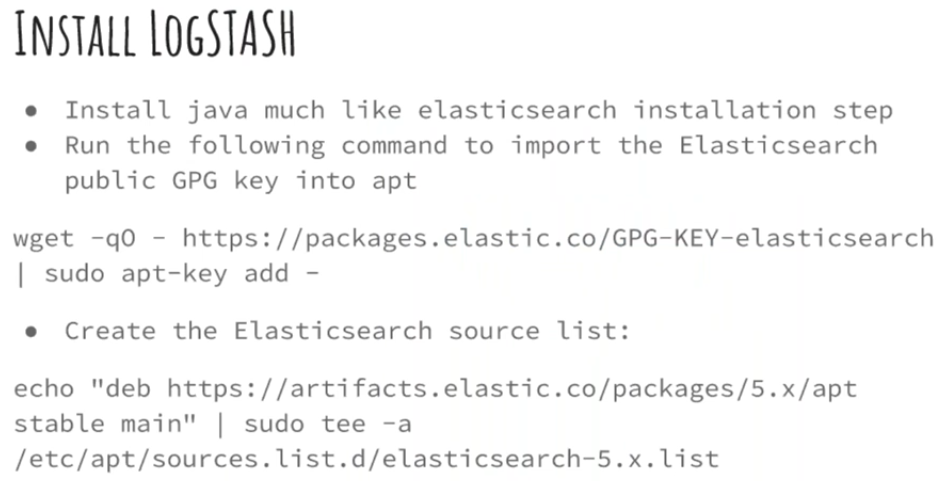 INSTALL LOGSTASH
● Install java much like elasticsearch installation step
● Run the following command to import the Elasticsearch
public GPG key into apt
wget -qO - https://packages.elastic.co/GPG-KEY-elasticsearch
| sudo apt-key add -
● Create the Elasticsearch source list:
echo "deb https://artifacts.elastic.co/packages/5.x/apt
stable main" | sudo tee -a
/etc/apt/sources.list.d/elasticsearch-5.x.list